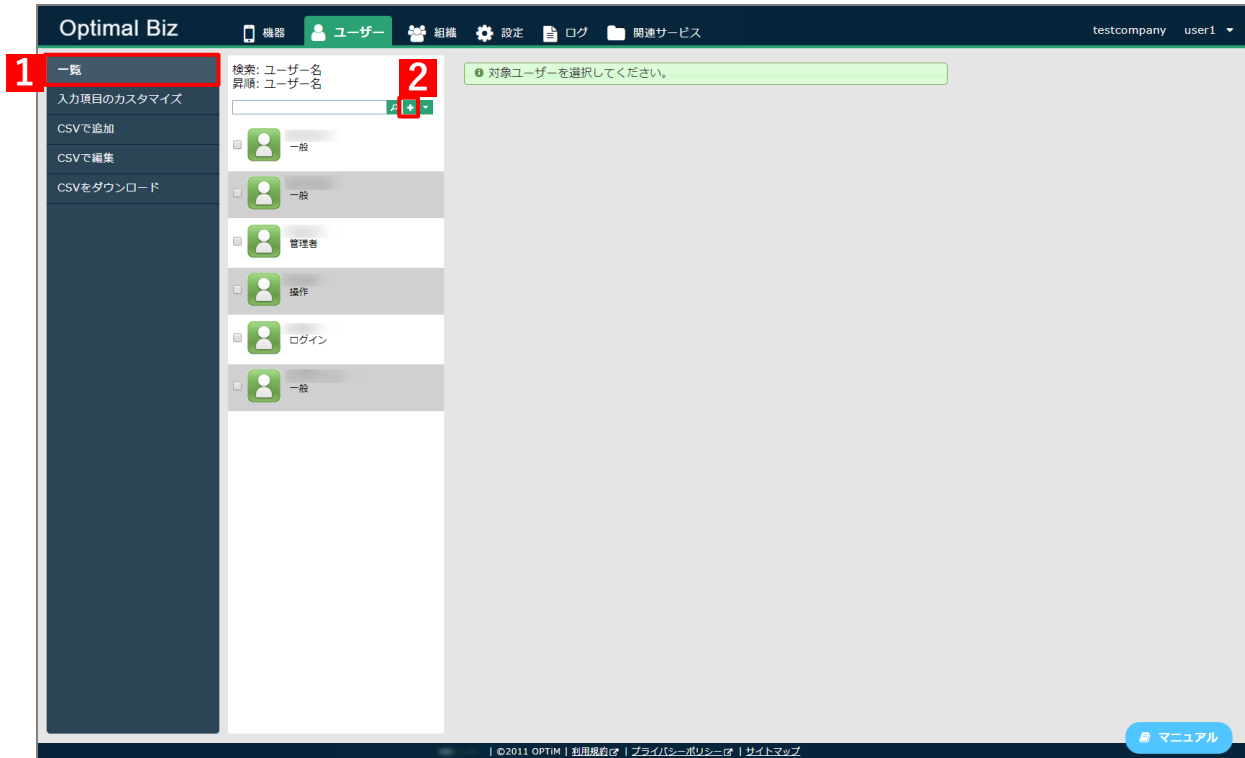 Optimal Biz
機器
ユーザー
組織
設定
ログ
関連サービス
testcompany user1
1
一覧
入力項目のカスタマイズ
CSVで追加
CSVで編集
CSVをダウンロード
検索: ユーザー名
昇順: ユーザー名
2
一般
一般
管理者
操作
ログイン
一般
対象ユーザーを選択してください。
マニュアル
| ©2011 OPTiM | 利用規約 | プライバシーポリシー | サイトマップ